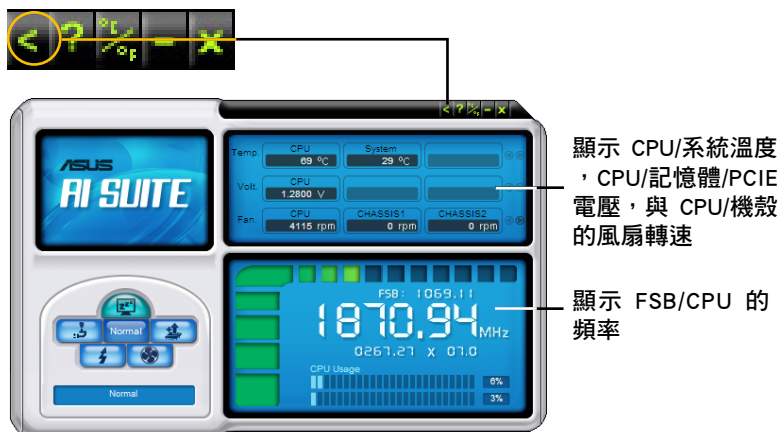 < ? °C/°F - x
< ? °C/°F - x
ASUS
AI SUITE
Temp. CPU 69 °C System 29 °C
Volt. CPU 1.2800 V
Fan. CPU 4115 rpm CHASSIS1 0 rpm CHASSIS2 0 rpm
顯示 CPU/系統溫度
，CPU/記憶體/PCIE
電壓，與 CPU/機殼
的風扇轉速
zzz
Normal
Normal
FSB: 1069.11
1870.94 MHz
0267.27 X 07.0
CPU Usage
6%
3%
顯示 FSB/CPU 的
頻率